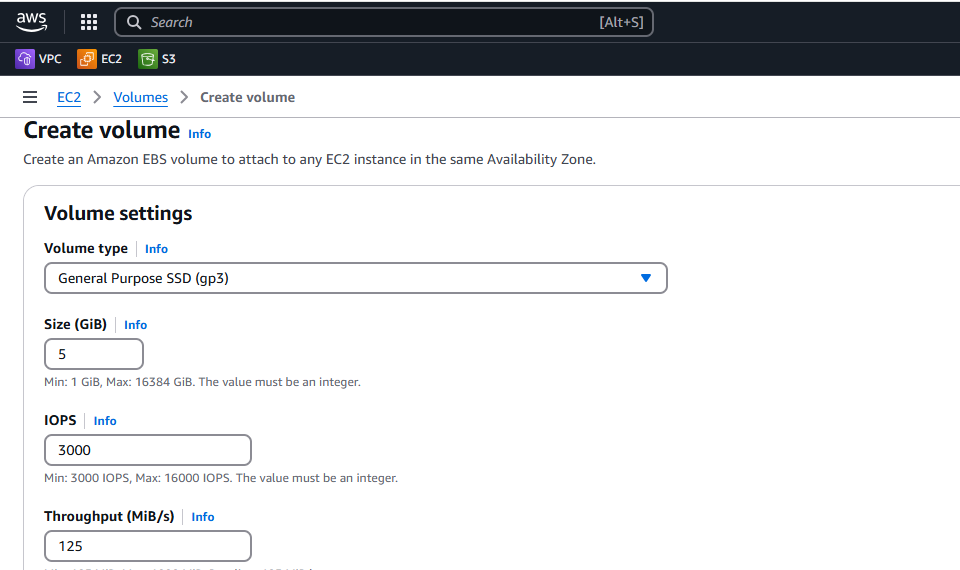 aws
Search [Alt+S]
VPC EC2 S3
EC2 Volumes Create volume
Create volume Info
Create an Amazon EBS volume to attach to any EC2 instance in the same Availability Zone.
Volume settings
Volume type Info
General Purpose SSD (gp3)
Size (GiB) Info
5
Min: 1 GiB, Max: 16384 GiB. The value must be an integer.
IOPS Info
3000
Min: 3000 IOPS, Max: 16000 IOPS. The value must be an integer.
Throughput (MiB/s) Info
125